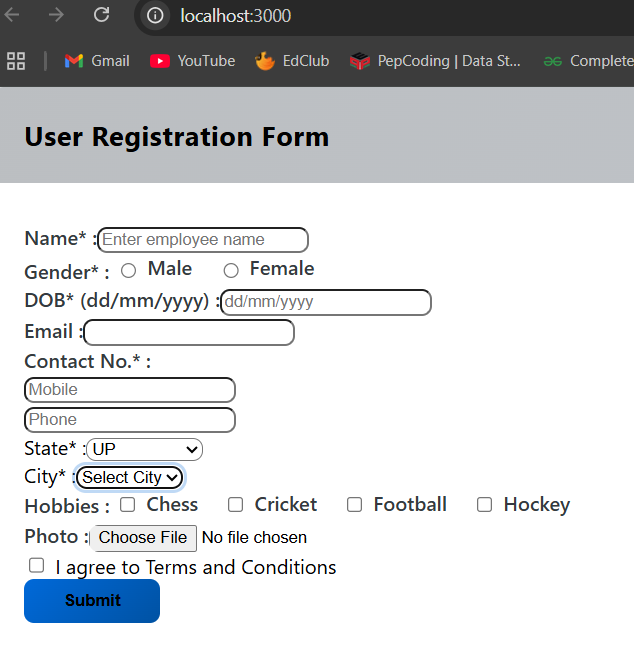 localhost:3000
Gmail YouTube EdClub PepCoding | Data St... Complete
User Registration Form
Name* : Enter employee name
Gender* : Male Female
DOB* (dd/mm/yyyy) : dd/mm/yyyy
Email :
Contact No.* :
Mobile
Phone
State* : UP
City* : Select City
Hobbies : Chess Cricket Football Hockey
Photo : Choose File No file chosen
I agree to Terms and Conditions
Submit